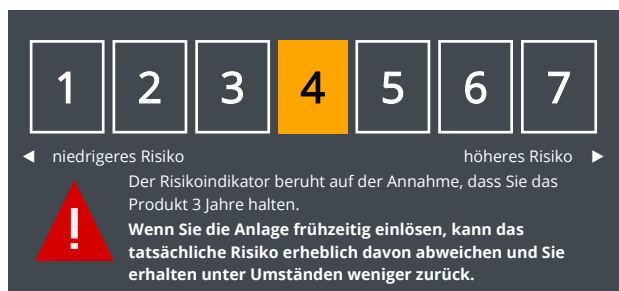 1 2 3 4 5 6 7
niedrigeres Risiko höheres Risiko
Der Risikoindikator beruht auf der Annahme, dass Sie das
Produkt 3 Jahre halten.
Wenn Sie die Anlage frühzeitig einlösen, kann das
tatsächliche Risiko erheblich davon abweichen und Sie
erhalten unter Umständen weniger zurück.
!